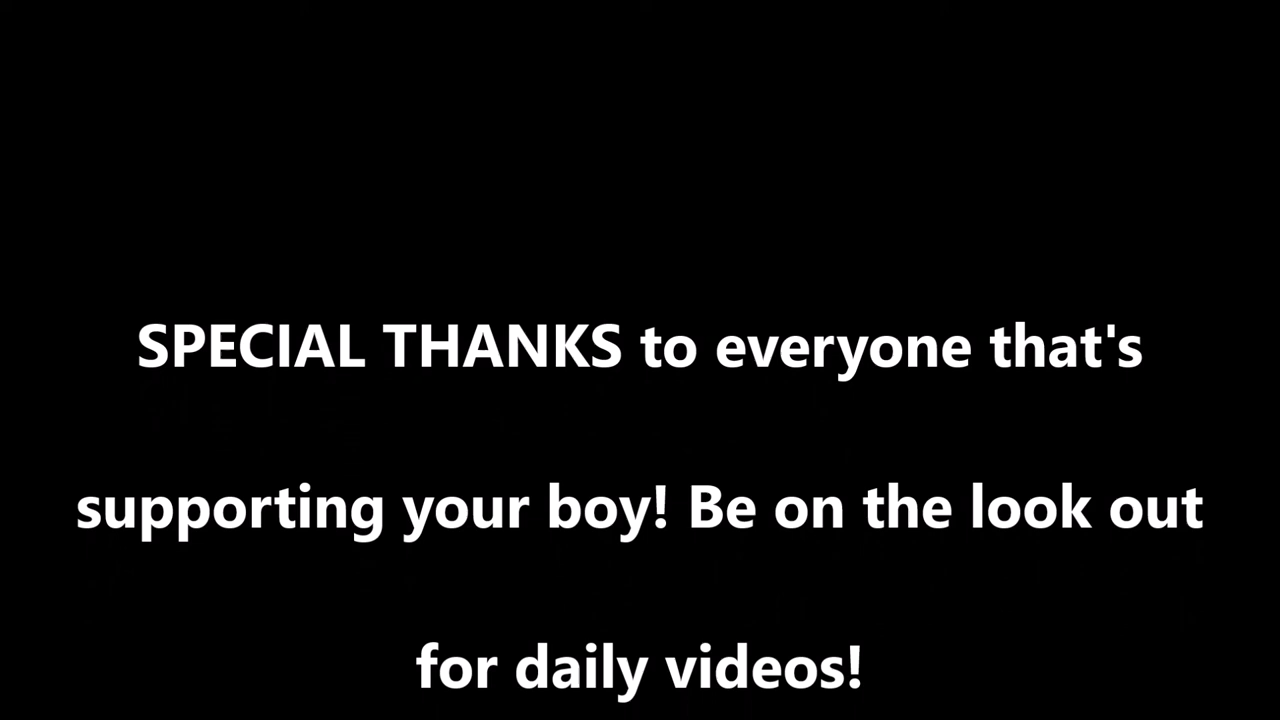 SPECIAL THANKS to everyone that's
supporting your boy! Be on the look out
for daily videos!